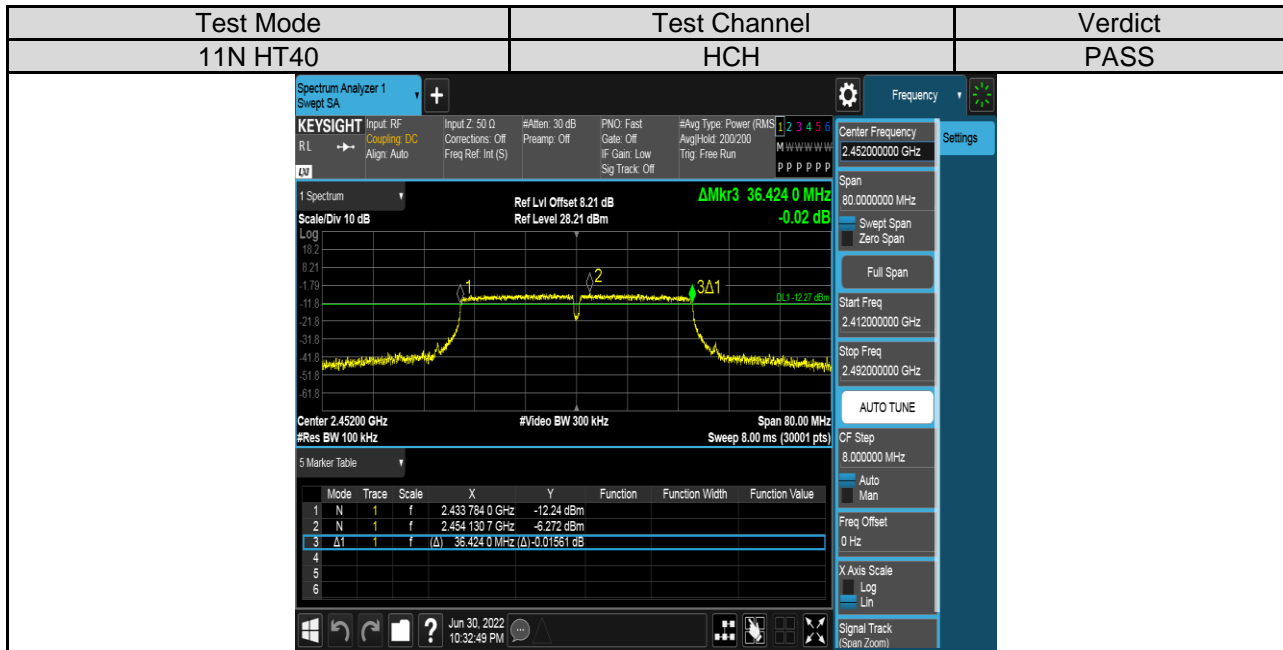 Test Mode Test Channel Verdict
11N HT40 HCH PASS
Spectrum Analyzer 1
Swept SA
+
Frequency
KEYSIGHT Input: RF Input Z: 50 Ω #Atten: 30 dB PNO: Fast #Avg Type: Power (RMS 1 2 3 4 5 6
RL Coupling: DC Corrections: Off Preamp: Off Gate: Off Avg|Hold: 200/200 M W W W W W
Align: Auto Freq Ref: Int (S) IF Gain: Low Trig: Free Run
LXI Sig Track: Off P P P P P P
1 Spectrum
Ref Lvl Offset 8.21 dB ΔMkr3 36.424 0 MHz
Scale/Div 10 dB Ref Level 28.21 dBm -0.02 dB
Log
18.2
8.21
-1.79
-11.8
-21.8
-31.8
-41.8
-51.8
-61.8
1
2
3Δ1
DL1 -12.27 dBm
Center 2.45200 GHz #Video BW 300 kHz Span 80.00 MHz
#Res BW 100 kHz Sweep 8.00 ms (30001 pts)
5 Marker Table
Mode Trace Scale X Y Function Function Width Function Value
1 N 1 f 2.433 784 0 GHz -12.24 dBm
2 N 1 f 2.454 130 7 GHz -6.272 dBm
3 Δ1 1 f (Δ) 36.424 0 MHz (Δ) -0.01561 dB
4
5
6
?
Jun 30, 2022
10:32:49 PM
Center Frequency
2.452000000 GHz
Settings
Span
80.0000000 MHz
Swept Span
Zero Span
Full Span
Start Freq
2.412000000 GHz
Stop Freq
2.492000000 GHz
AUTO TUNE
CF Step
8.000000 MHz
Auto
Man
Freq Offset
0 Hz
X Axis Scale
Log
Lin
Signal Track
(Span Zoom)